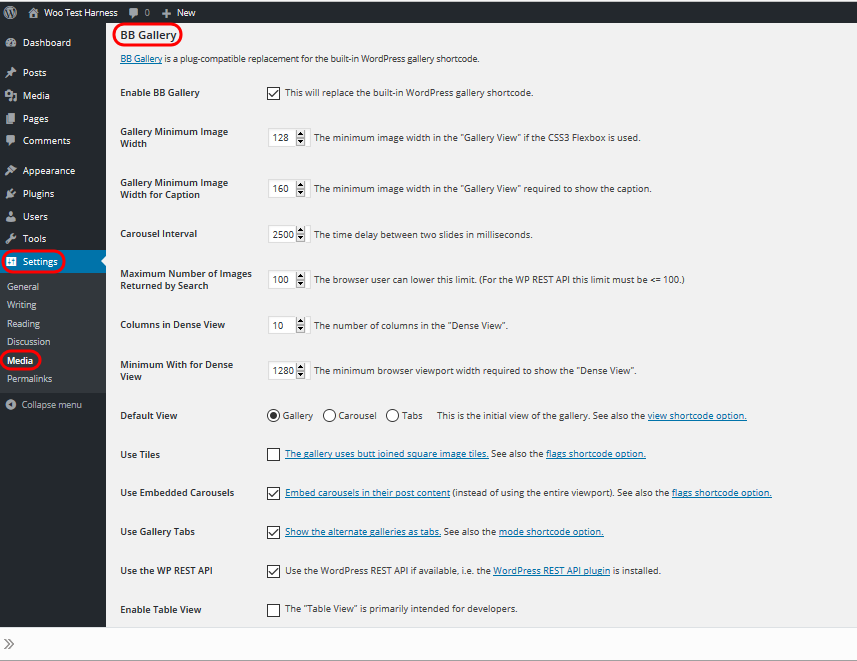 Woo Test Harness 0 New
Dashboard
Posts
Media
Pages
Comments
Appearance
Plugins
Users
Tools
Settings
General
Writing
Reading
Discussion
Media
Permalinks
Collapse menu
BB Gallery
BB Gallery is a plug-compatible replacement for the built-in WordPress gallery shortcode.
Enable BB Gallery This will replace the built-in WordPress gallery shortcode.
Gallery Minimum Image
Width
128 The minimum image width in the "Gallery View" if the CSS3 Flexbox is used.
Gallery Minimum Image
Width for Caption
160 The minimum image width in the "Gallery View" required to show the caption.
Carousel Interval 2500 The time delay between two slides in milliseconds.
Maximum Number of Images
Returned by Search
100 The browser user can lower this limit. (For the WP REST API this limit must be <= 100.)
Columns in Dense View 10 The number of columns in the "Dense View".
Minimum With for Dense
View
1280 The minimum browser viewport width required to show the "Dense View".
Default View Gallery Carousel Tabs This is the initial view of the gallery. See also the view shortcode option.
Use Tiles The gallery uses butt joined square image tiles. See also the flags shortcode option.
Use Embedded Carousels Embed carousels in their post content (instead of using the entire viewport). See also the flags shortcode option.
Use Gallery Tabs Show the alternate galleries as tabs. See also the mode shortcode option.
Use the WP REST API Use the WordPress REST API if available, i.e. the WordPress REST API plugin is installed.
Enable Table View The "Table View" is primarily intended for developers.